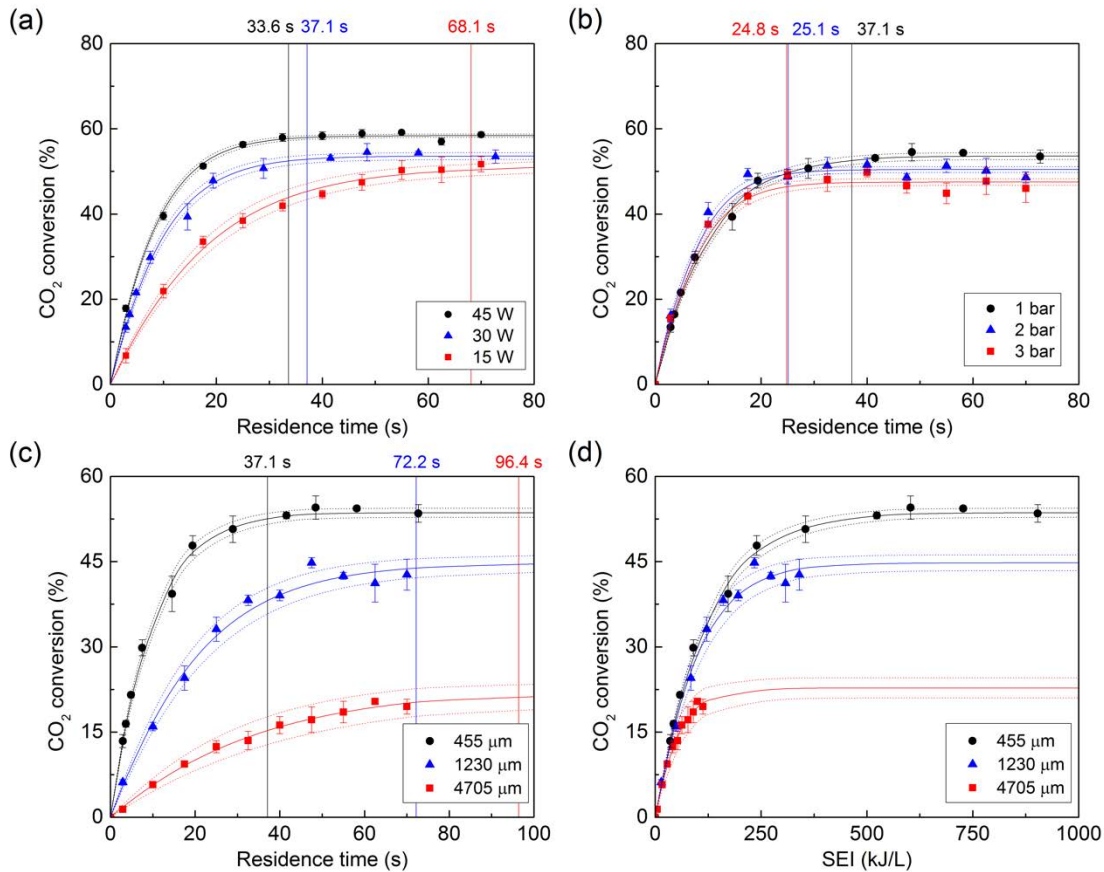 (a)
33.6 s 37.1 s 68.1 s
80
60
40
20
0
CO₂ conversion (%)
0 20 40 60 80
Residence time (s)
45 W
30 W
15 W
(b)
24.8 s 25.1 s 37.1 s
80
60
40
20
0
CO₂ conversion (%)
0 20 40 60 80
Residence time (s)
1 bar
2 bar
3 bar
(c)
37.1 s 72.2 s 96.4 s
60
45
30
15
0
CO₂ conversion (%)
0 20 40 60 80 100
Residence time (s)
455 μm
1230 μm
4705 μm
(d)
60
45
30
15
0
CO₂ conversion (%)
0 250 500 750 1000
SEI (kJ/L)
455 μm
1230 μm
4705 μm